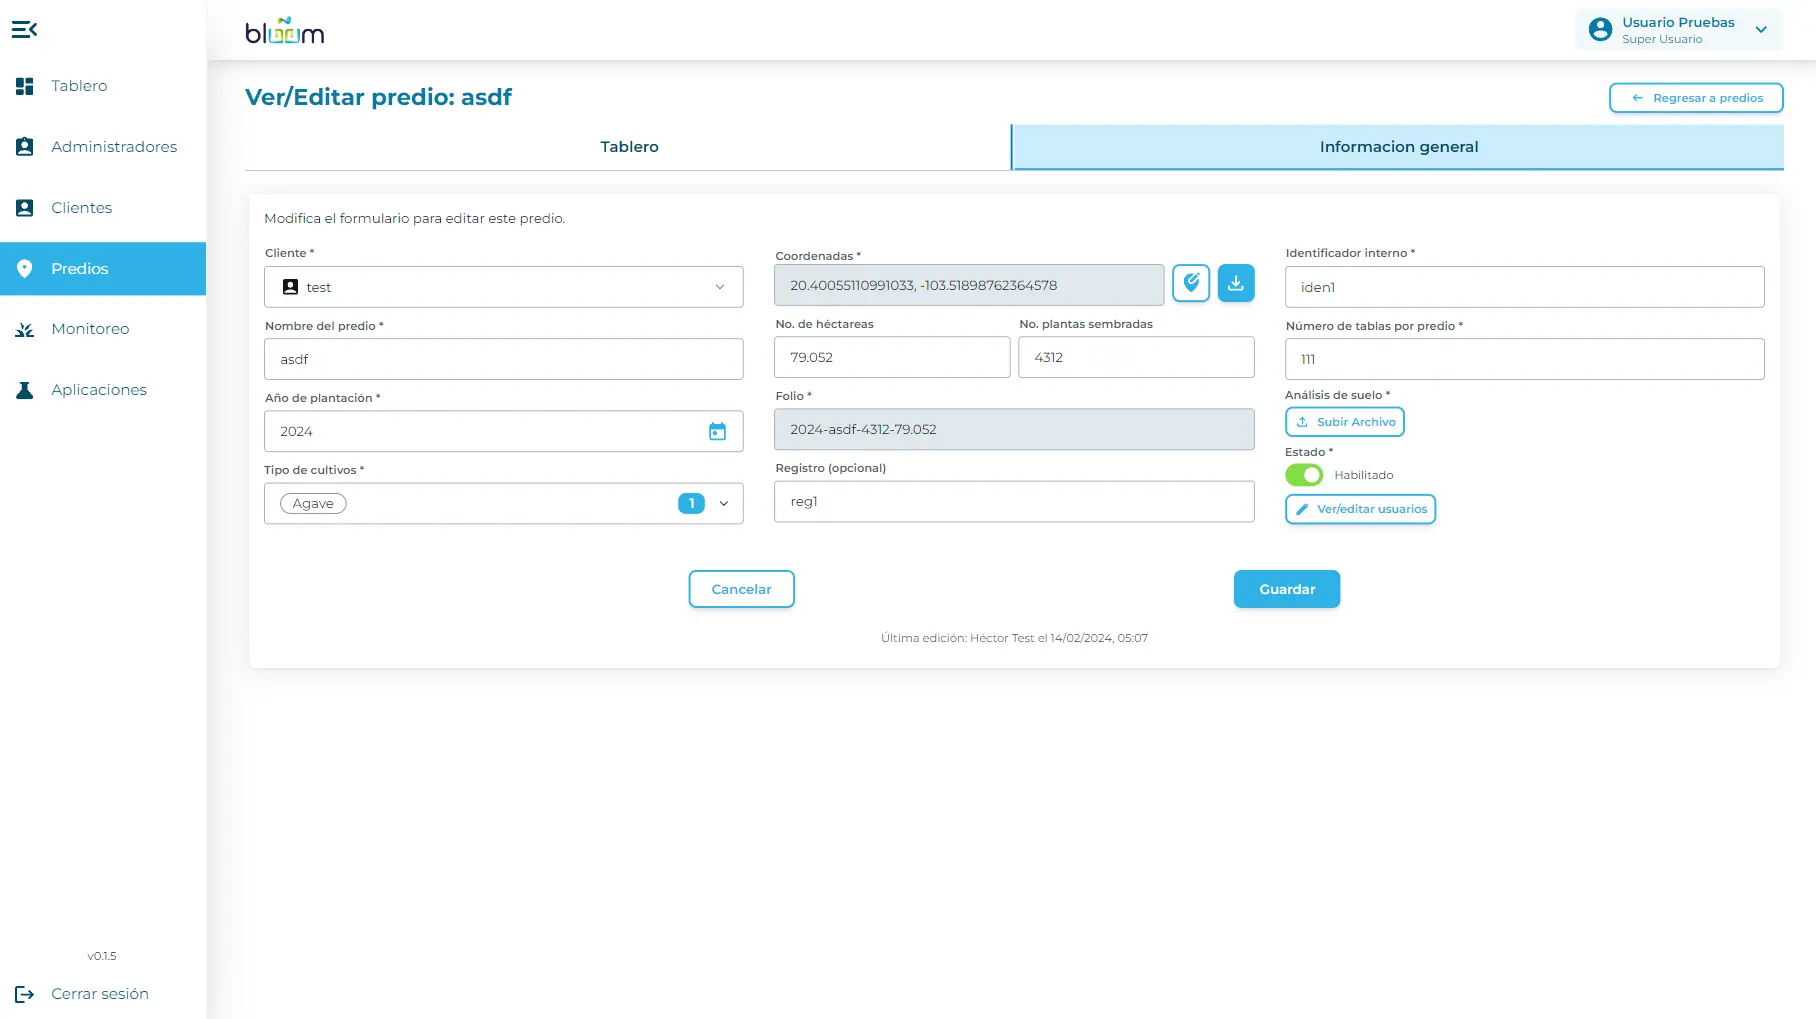 bloom
Usuario Pruebas
Super Usuario
Tablero
Administradores
Clientes
Predios
Monitoreo
Aplicaciones
v0.1.5
Cerrar sesión
Ver/Editar predio: asdf
Regresar a predios
Tablero
Informacion general
Modifica el formulario para editar este predio.
Cliente *
test
Nombre del predio *
asdf
Año de plantación *
2024
Tipo de cultivos *
Agave
1
Coordenadas *
20.40055110991033, -103.51898762364578
No. de héctareas
79.052
No. plantas sembradas
4312
Folio *
2024-asdf-4312-79.052
Registro (opcional)
reg1
Identificador interno *
iden1
Número de tablas por predio *
111
Análisis de suelo *
Subir Archivo
Estado *
Habilitado
Ver/editar usuarios
Cancelar
Guardar
Última edición: Héctor Test el 14/02/2024, 05:07